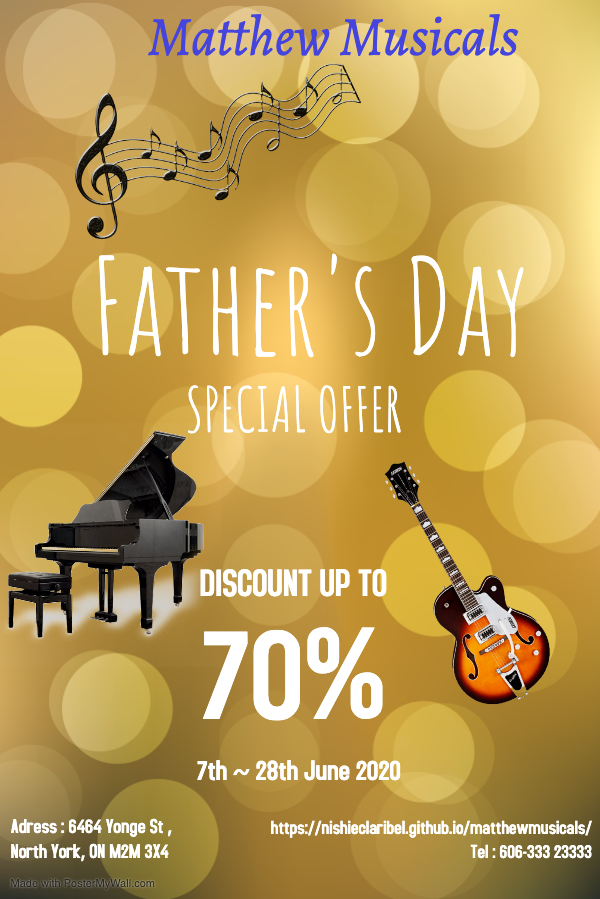 Matthew Musicals
Father's Day
Special Offer
DISCOUNT UP TO
70%
7th ~ 28th June 2020
Adress : 6464 Yonge St ,
North York, ON M2M 3X4
https://nishieclaribel.github.io/matthewmusicals/
Tel : 606-333 23333
Made with PosterMyWall.com